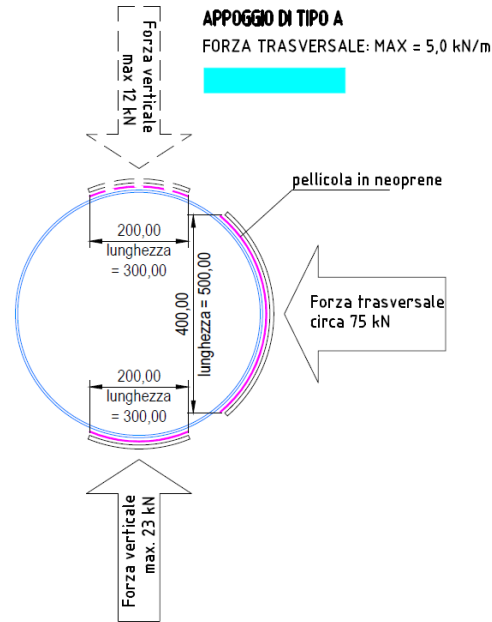 APPOGGIO DI TIPO A
FORZA TRASVERSALE: MAX = 5,0 kN/m
Forza verticale
max 12 kN
pellicola in neoprene
200,00
lunghezza
= 300,00
400,00
lunghezza = 500,00
Forza trasversale
circa 75 kN
200,00
lunghezza
= 300,00
Forza verticale
max. 23 kN